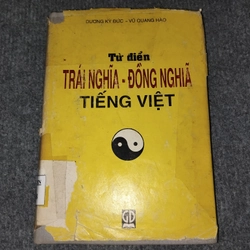 DƯƠNG KỲ ĐỨC - VŨ QUANG HÀO
Từ điển
TRÁI NGHĨA - ĐỒNG NGHĨA
TIẾNG VIỆT